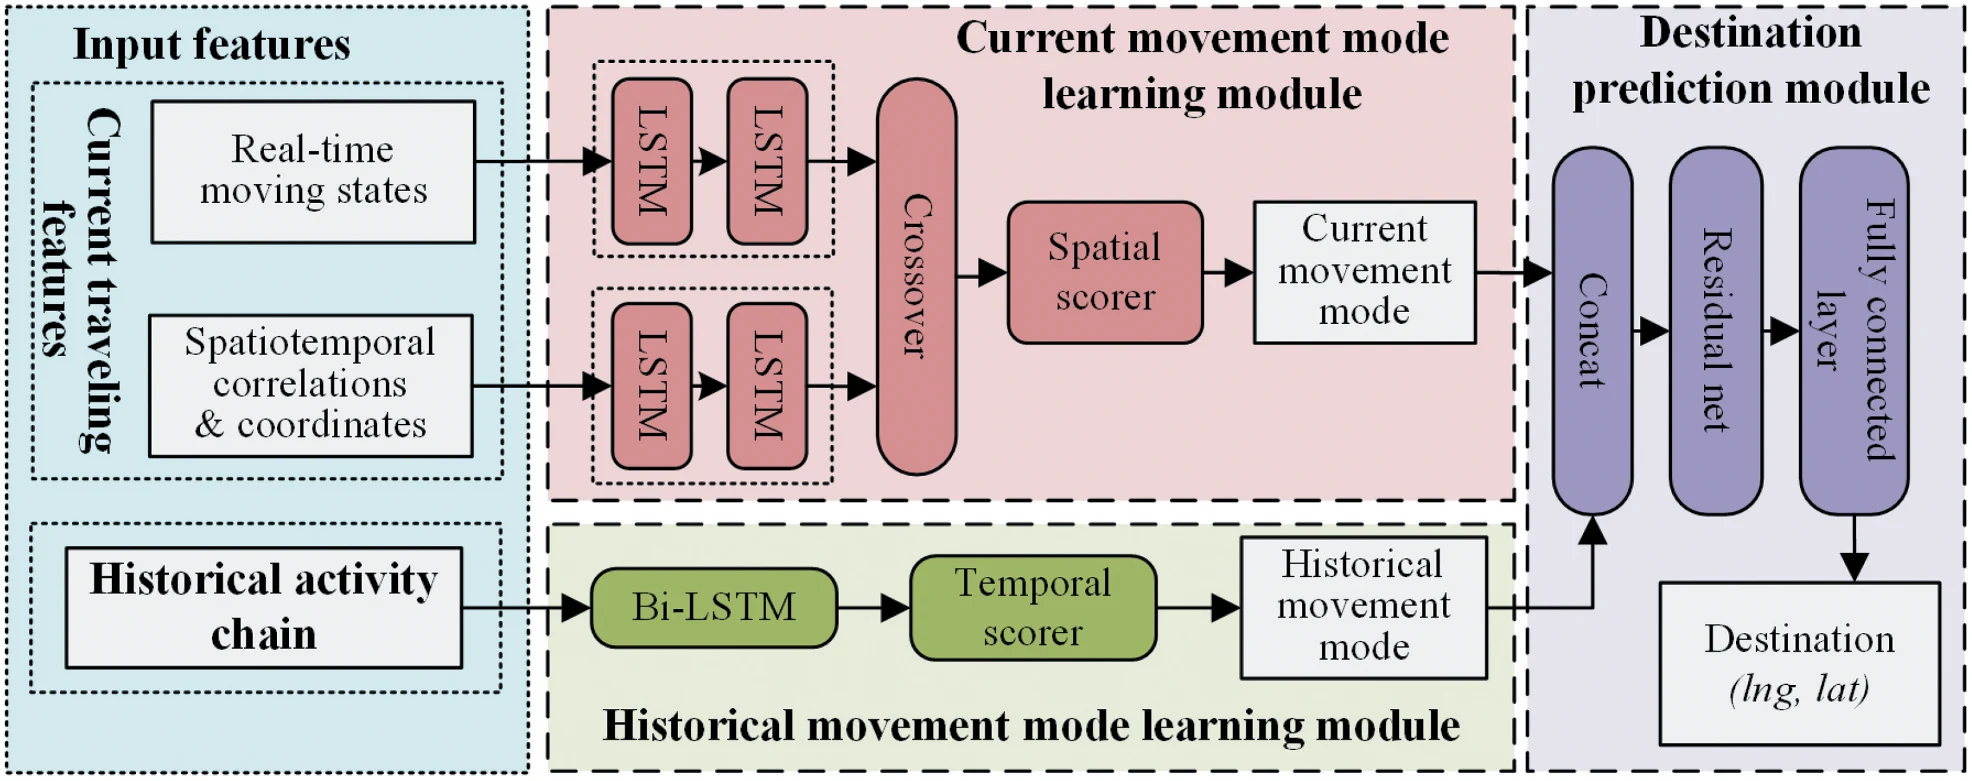 Input features
Current traveling
features
Real-time
moving states
Spatiotemporal
correlations
& coordinates
Historical activity
chain
Current movement mode
learning module
LSTM
LSTM
LSTM
LSTM
Crossover
Spatial
scorer
Current
movement
mode
Bi-LSTM
Temporal
scorer
Historical
movement
mode
Historical movement mode learning module
Destination
prediction module
Concat
Residual net
Fully connected
layer
Destination
(lng, lat)